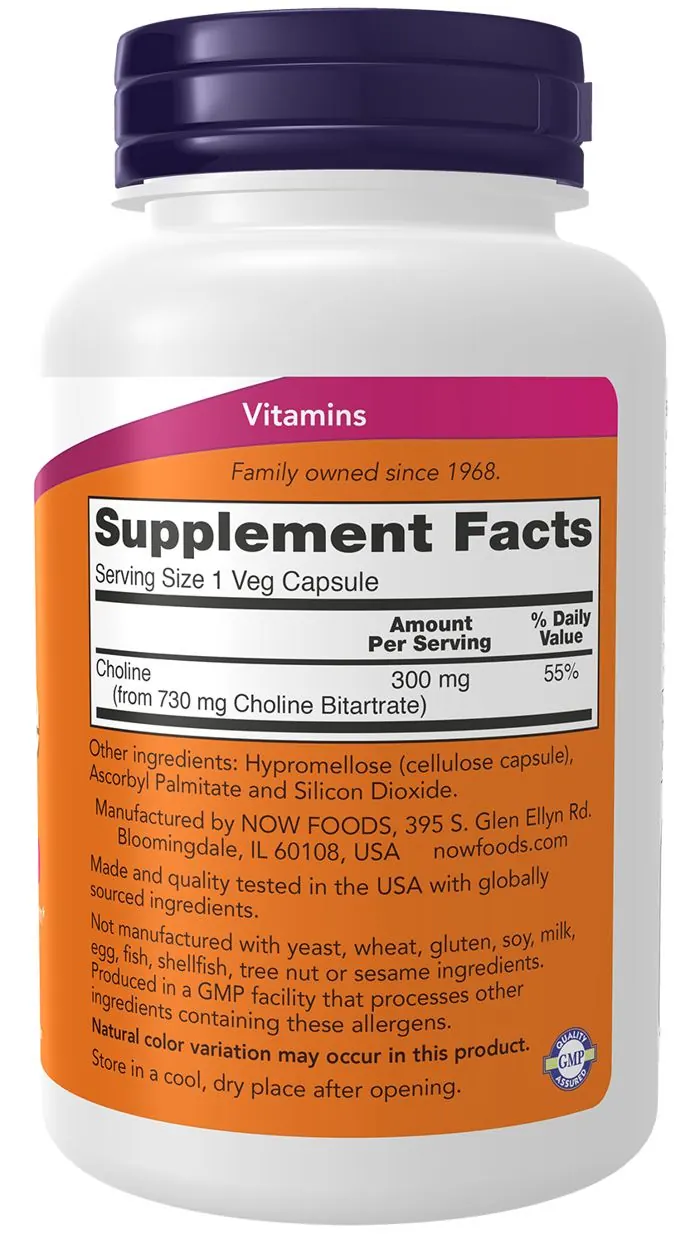 Vitamins
Family owned since 1968.
Supplement Facts
Serving Size 1 Veg Capsule
Amount Per Serving
% Daily Value
Choline 300 mg 55%
(from 730 mg Choline Bitartrate)
Other ingredients: Hypromellose (cellulose capsule),
Ascorbyl Palmitate and Silicon Dioxide.
Manufactured by NOW FOODS, 395 S. Glen Ellyn Rd.
Bloomingdale, IL 60108, USA nowfoods.com
Made and quality tested in the USA with globally
sourced ingredients.
Not manufactured with yeast, wheat, gluten, soy, milk,
egg, fish, shellfish, tree nut or sesame ingredients.
Produced in a GMP facility that processes other
ingredients containing these allergens.
Natural color variation may occur in this product.
Store in a cool, dry place after opening.
QUALITY
GMP
ASSURED